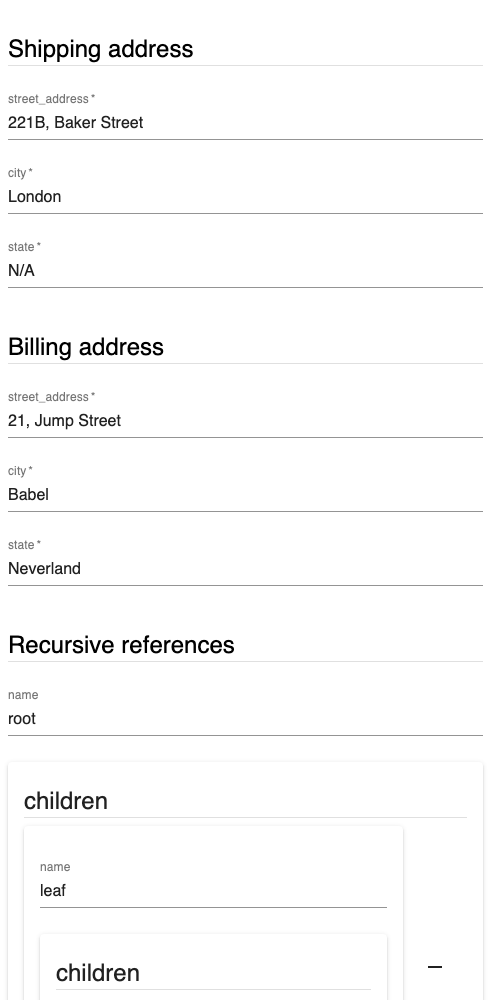 Shipping address
street_address *
221B, Baker Street
city *
London
state *
N/A
Billing address
street_address *
21, Jump Street
city *
Babel
state *
Neverland
Recursive references
name
root
children
name
leaf
children